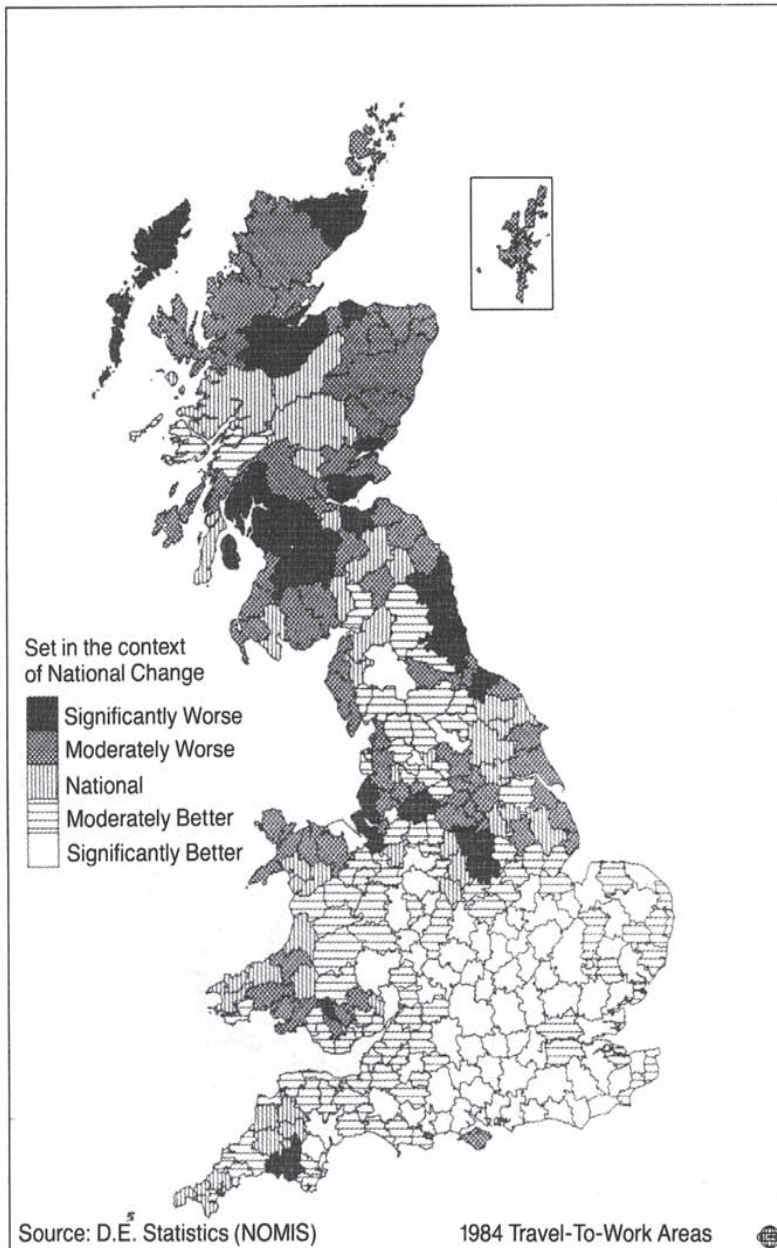 Set in the context
of National Change
Significantly Worse
Moderately Worse
National
Moderately Better
Significantly Better
Source: D.E. Statistics (NOMIS)
1984 Travel-To-Work Areas